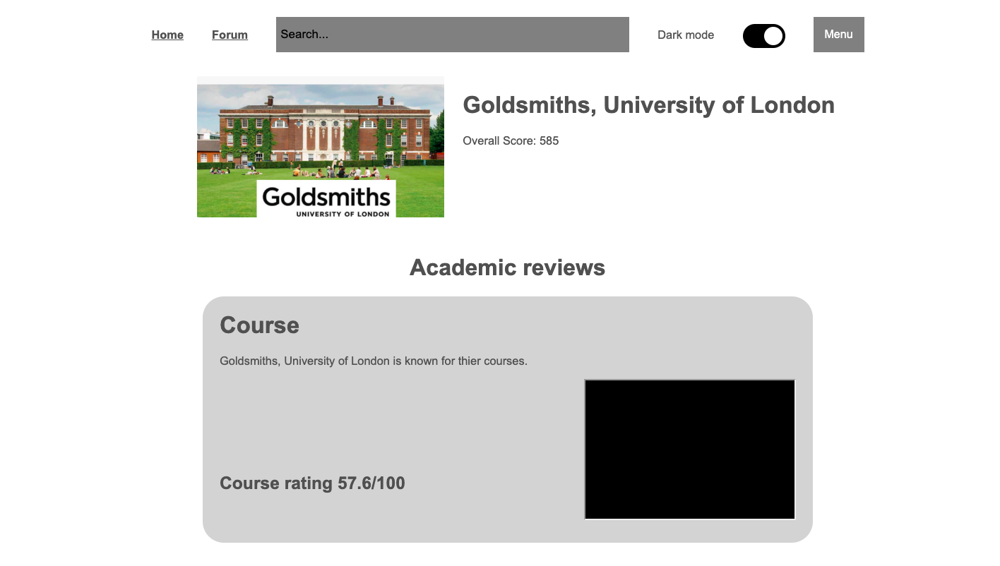 Home
Forum
Search...
Dark mode
Menu
Goldsmiths
UNIVERSITY OF LONDON
Goldsmiths, University of London
Overall Score: 585
Academic reviews
Course
Goldsmiths, University of London is known for thier courses.
Course rating 57.6/100